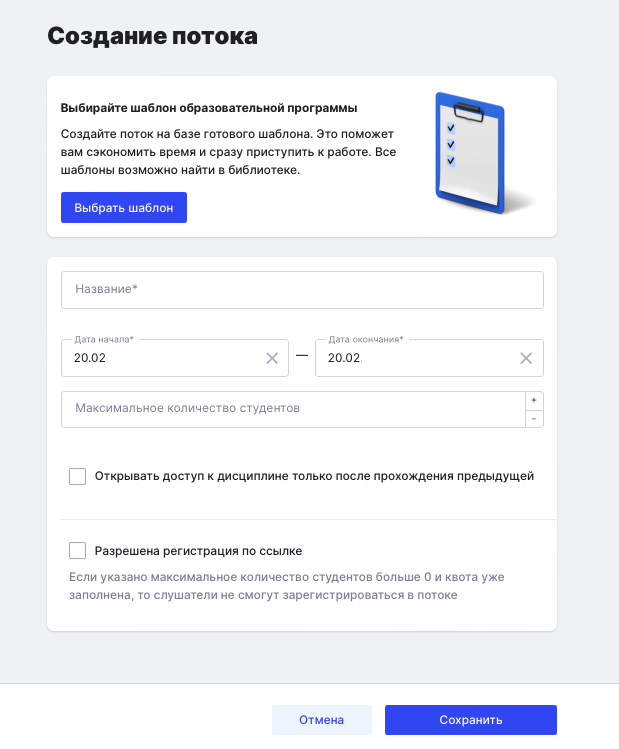 Создание потока
Выбирайте шаблон образовательной программы
Создайте поток на базе готового шаблона. Это поможет
вам сэкономить время и сразу приступить к работе. Все
шаблоны возможно найти в библиотеке.
Выбрать шаблон
Название*
Дата начала*
20.02
—
Дата окончания*
20.02.
Максимальное количество студентов
+
-
Открывать доступ к дисциплине только после прохождения предыдущей
Разрешена регистрация по ссылке
Если указано максимальное количество студентов больше 0 и квота уже
заполнена, то слушатели не смогут зарегистрироваться в потоке
Отмена
Сохранить